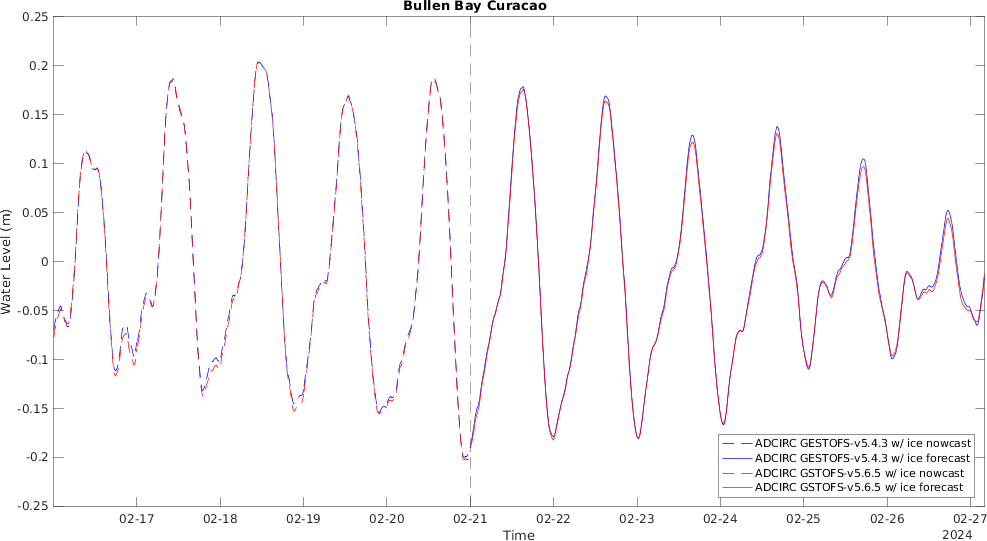 Bullen Bay Curacao
0.25
0.2
0.15
0.1
0.05
0
-0.05
-0.1
-0.15
-0.2
-0.25
Water Level (m)
ADCIRC GESTOFS-v5.4.3 w/ ice nowcast
ADCIRC GESTOFS-v5.4.3 w/ ice forecast
ADCIRC GSTOFS-v5.6.5 w/ ice nowcast
ADCIRC GSTOFS-v5.6.5 w/ ice forecast
02-17 02-18 02-19 02-20 02-21 02-22 02-23 02-24 02-25 02-26 02-27
Time
2024